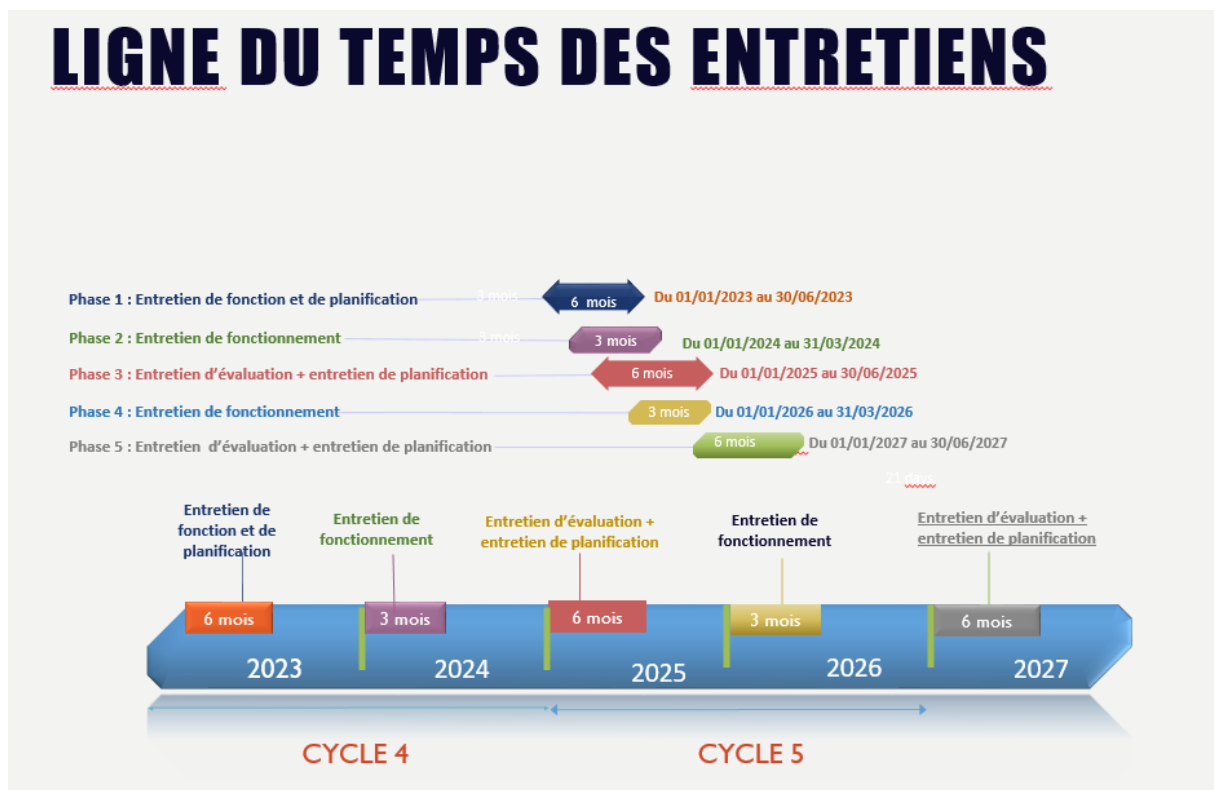 LIGNE DU TEMPS DES ENTRETIENS
Phase 1 : Entretien de fonction et de planification 3 mois 6 mois Du 01/01/2023 au 30/06/2023
Phase 2 : Entretien de fonctionnement 3 mois 3 mois Du 01/01/2024 au 31/03/2024
Phase 3 : Entretien d'évaluation + entretien de planification 6 mois Du 01/01/2025 au 30/06/2025
Phase 4 : Entretien de fonctionnement 3 mois Du 01/01/2026 au 31/03/2026
Phase 5 : Entretien d'évaluation + entretien de planification 6 mois Du 01/01/2027 au 30/06/2027
21 days
Entretien de
fonction et de
planification
Entretien de
fonctionnement
Entretien d'évaluation +
entretien de planification
Entretien de
fonctionnement
Entretien d'évaluation +
entretien de planification
6 mois 3 mois 6 mois 3 mois 6 mois
2023 2024 2025 2026 2027
CYCLE 4 CYCLE 5